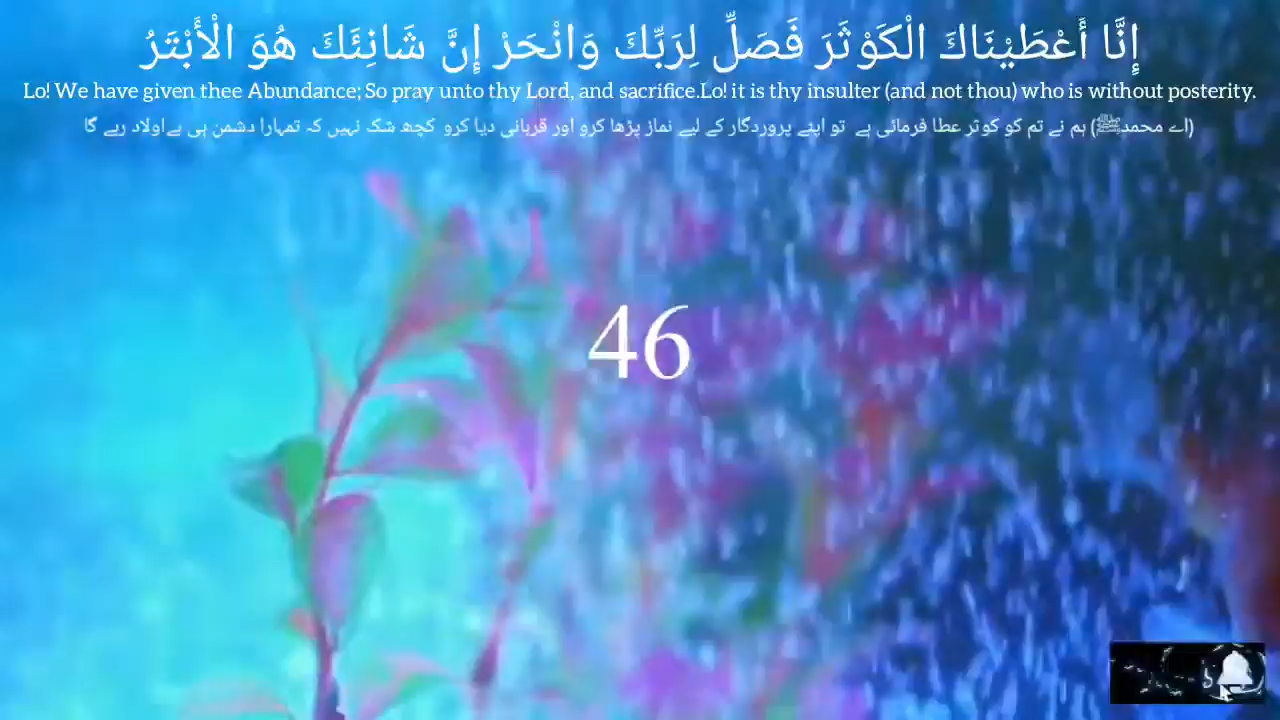 إِنَّا أَعْطَيْنَاكَ الْكَوْثَرَ فَصَلِّ لِرَبِّكَ وَانْحَرْ إِنَّ شَانِئَكَ هُوَ الْأَبْتَرُ
Lo! We have given thee Abundance; So pray unto thy Lord, and sacrifice.Lo! it is thy insulter (and not thou) who is without posterity.
(اے محمدﷺ) ہم نے تم کو کوثر عطا فرمائی ہے تو اپنے پروردگار کے لیے نماز پڑھا کرو اور قربانی دیا کرو کچھ شک نہیں کہ تمہارا دشمن ہی بےاولاد رہے گا
46